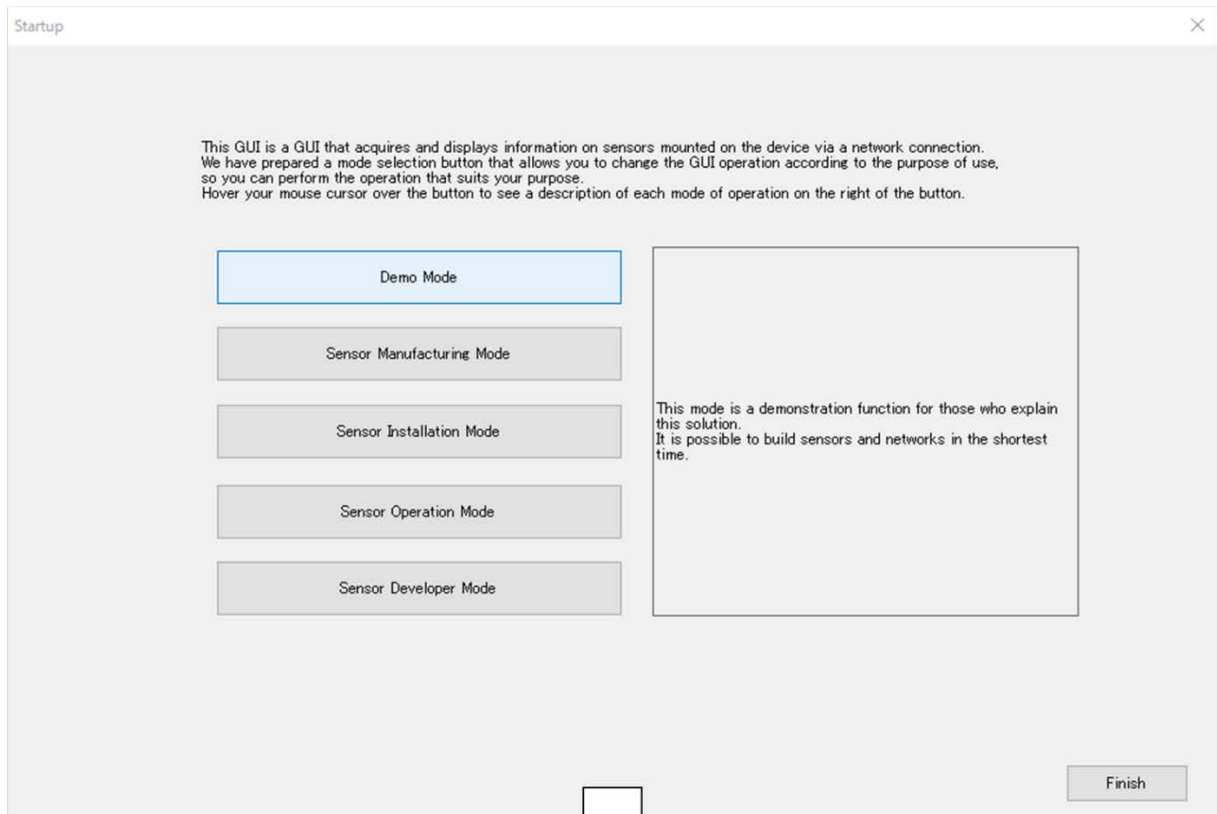 Startup
This GUI is a GUI that acquires and displays information on sensors mounted on the device via a network connection.
We have prepared a mode selection button that allows you to change the GUI operation according to the purpose of use,
so you can perform the operation that suits your purpose.
Hover your mouse cursor over the button to see a description of each mode of operation on the right of the button.
Demo Mode
Sensor Manufacturing Mode
Sensor Installation Mode
Sensor Operation Mode
Sensor Developer Mode
This mode is a demonstration function for those who explain
this solution.
It is possible to build sensors and networks in the shortest
time.
Finish